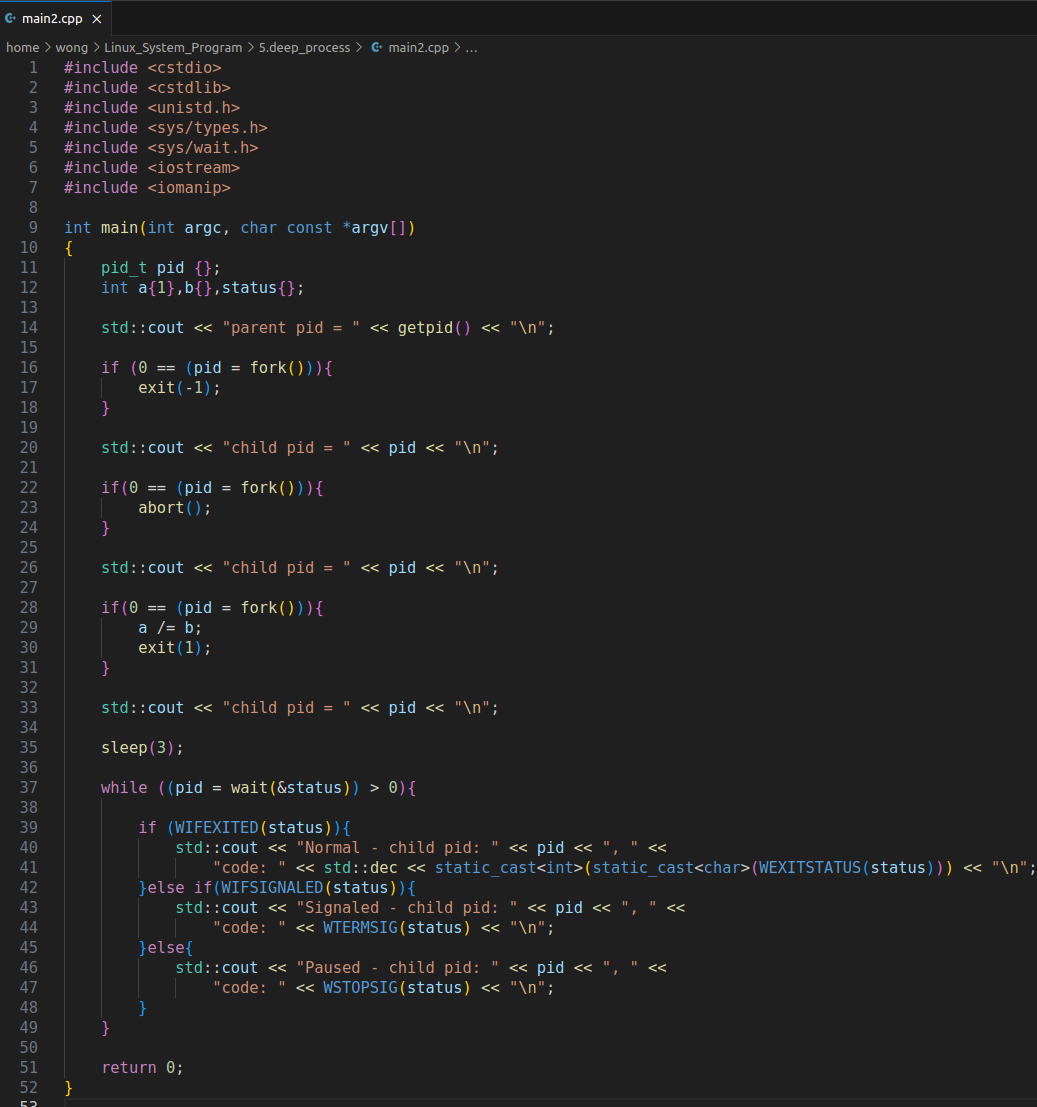 main2.cpp ×
home > wong > Linux_System_Program > 5.deep_process > main2.cpp > ...
1 #include <cstdio>
2 #include <cstdlib>
3 #include <unistd.h>
4 #include <sys/types.h>
5 #include <sys/wait.h>
6 #include <iostream>
7 #include <iomanip>
8
9 int main(int argc, char const *argv[])
10 {
11     pid_t pid {};
12     int a{1},b{},status{};
13
14     std::cout << "parent pid = " << getpid() << "\n";
15
16     if (0 == (pid = fork())){
17         exit(-1);
18     }
19
20     std::cout << "child pid = " << pid << "\n";
21
22     if(0 == (pid = fork())){
23         abort();
24     }
25
26     std::cout << "child pid = " << pid << "\n";
27
28     if(0 == (pid = fork())){
29         a /= b;
30         exit(1);
31     }
32
33     std::cout << "child pid = " << pid << "\n";
34
35     sleep(3);
36
37     while ((pid = wait(&status)) > 0){
38
39         if (WIFEXITED(status)){
40             std::cout << "Normal - child pid: " << pid << ", " <<
41                 "code: " << std::dec << static_cast<int>(static_cast<char>(WEXITSTATUS(status))) << "\n";
42         }else if(WIFSIGNALED(status)){
43             std::cout << "Signaled - child pid: " << pid << ", " <<
44                 "code: " << WTERMSIG(status) << "\n";
45         }else{
46             std::cout << "Paused - child pid: " << pid << ", " <<
47                 "code: " << WSTOPSIG(status) << "\n";
48         }
49     }
50
51     return 0;
52 }
53